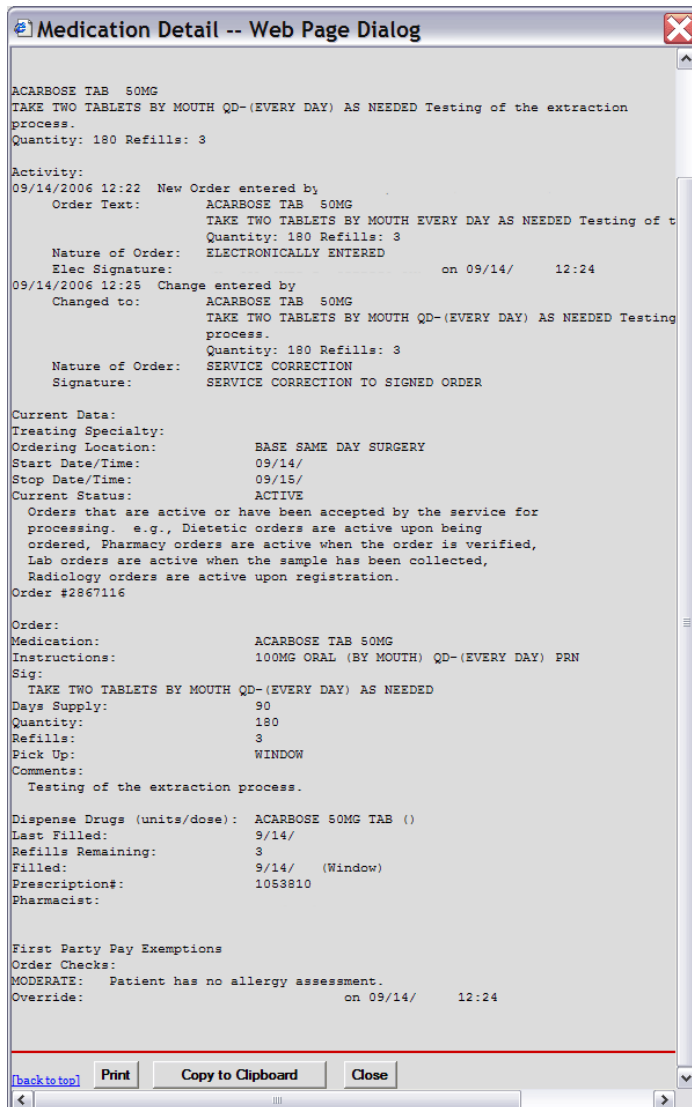 Medication Detail -- Web Page Dialog
ACARBOSE TAB  50MG
TAKE TWO TABLETS BY MOUTH QD-(EVERY DAY) AS NEEDED Testing of the extraction
process.
Quantity: 180 Refills: 3
Activity:
09/14/2006 12:22  New Order entered by
Order Text: ACARBOSE TAB  50MG
TAKE TWO TABLETS BY MOUTH EVERY DAY AS NEEDED Testing of t
Quantity: 180 Refills: 3
Nature of Order: ELECTRONICALLY ENTERED
Elec Signature: on 09/14/ 12:24
09/14/2006 12:25  Change entered by
Changed to: ACARBOSE TAB  50MG
TAKE TWO TABLETS BY MOUTH QD-(EVERY DAY) AS NEEDED Testing
process.
Quantity: 180 Refills: 3
Nature of Order: SERVICE CORRECTION
Signature: SERVICE CORRECTION TO SIGNED ORDER
Current Data:
Treating Specialty:
Ordering Location: BASE SAME DAY SURGERY
Start Date/Time: 09/14/
Stop Date/Time: 09/15/
Current Status: ACTIVE
Orders that are active or have been accepted by the service for
processing.  e.g., Dietetic orders are active upon being
ordered, Pharmacy orders are active when the order is verified,
Lab orders are active when the sample has been collected,
Radiology orders are active upon registration.
Order #2867116
Order:
Medication: ACARBOSE TAB 50MG
Instructions: 100MG ORAL (BY MOUTH) QD-(EVERY DAY) PRN
Sig:
TAKE TWO TABLETS BY MOUTH QD-(EVERY DAY) AS NEEDED
Days Supply: 90
Quantity: 180
Refills: 3
Pick Up: WINDOW
Comments:
Testing of the extraction process.
Dispense Drugs (units/dose): ACARBOSE 50MG TAB ()
Last Filled: 9/14/
Refills Remaining: 3
Filled: 9/14/ (Window)
Prescription#: 1053810
Pharmacist:
First Party Pay Exemptions
Order Checks:
MODERATE: Patient has no allergy assessment.
Override: on 09/14/ 12:24
[back to top] Print Copy to Clipboard Close